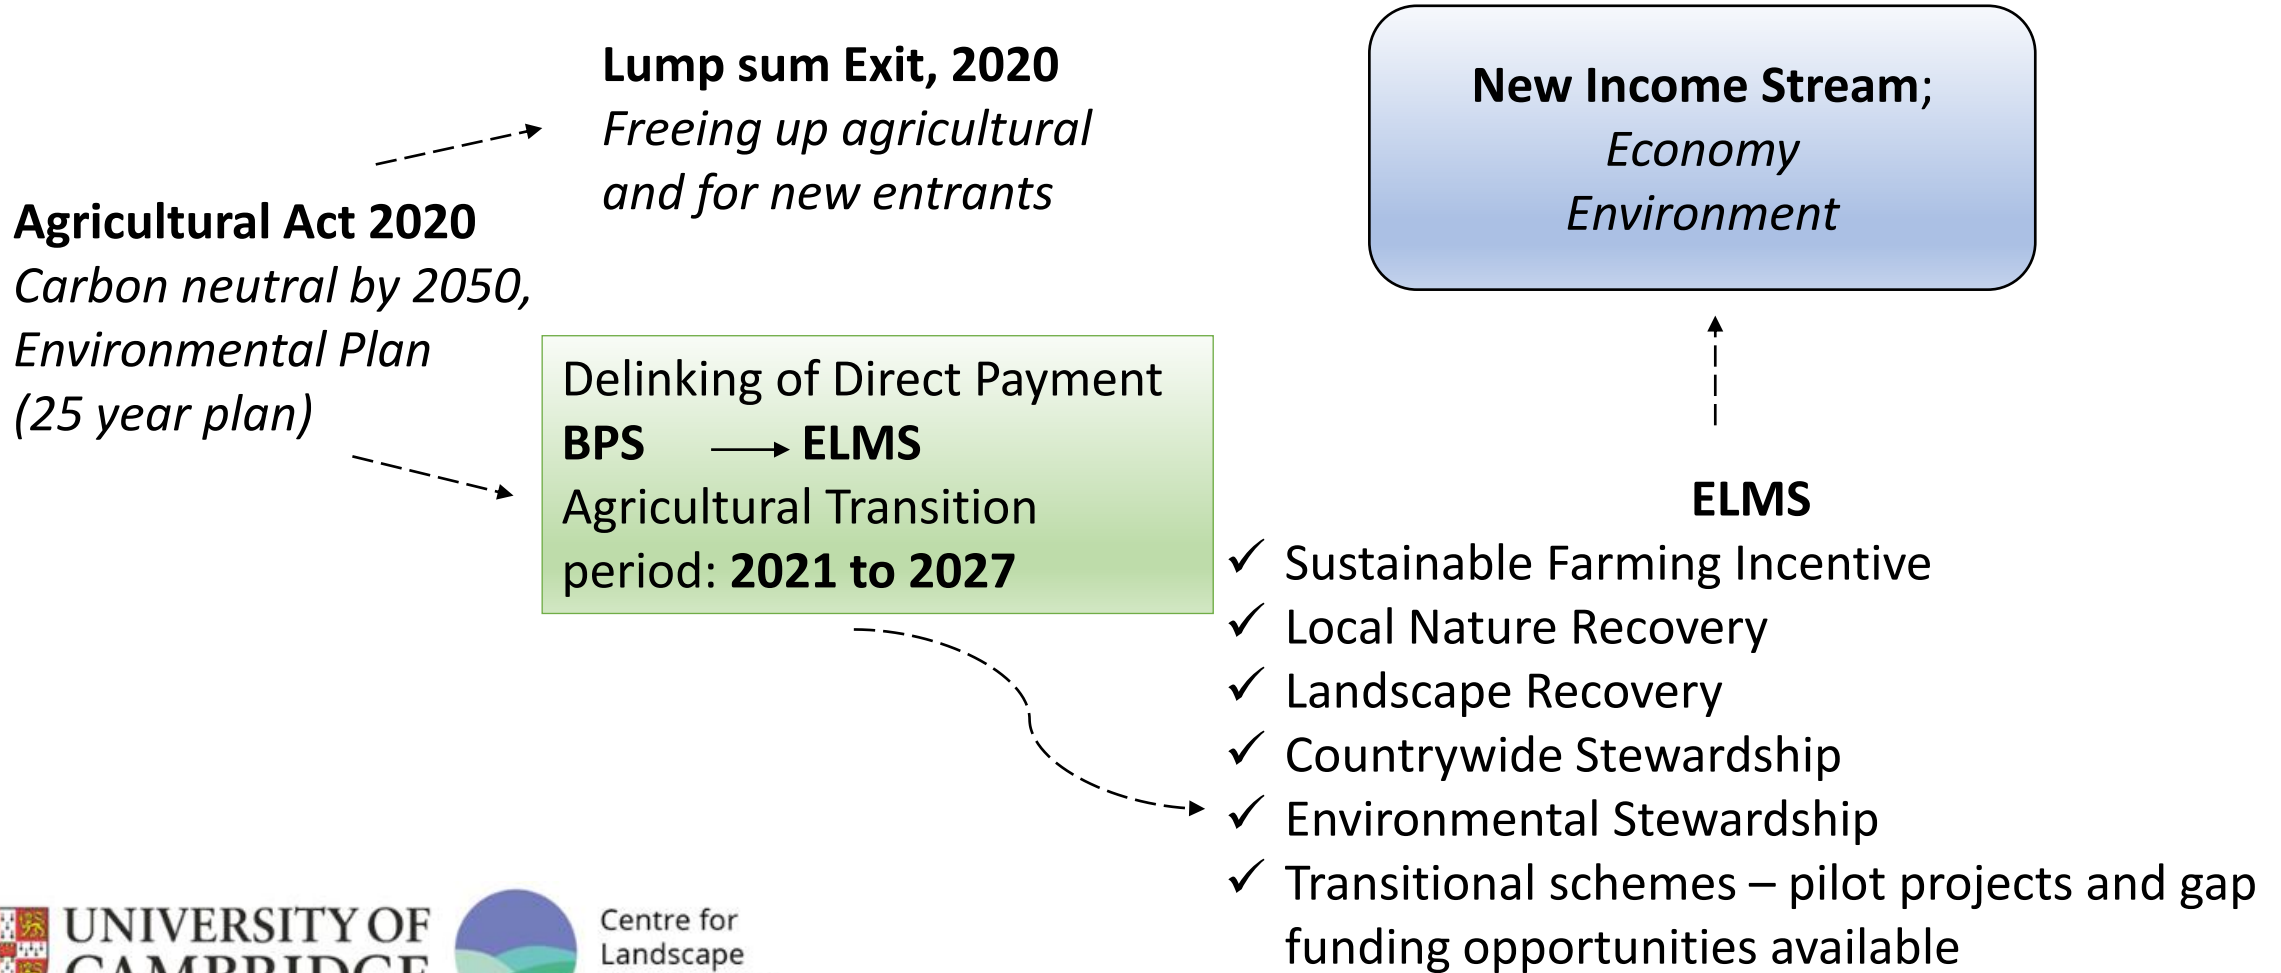 Lump sum Exit, 2020
Freeing up agricultural
and for new entrants
New Income Stream;
Economy
Environment
Agricultural Act 2020
Carbon neutral by 2050,
Environmental Plan
(25 year plan)
Delinking of Direct Payment
BPS ELMS
Agricultural Transition
period: 2021 to 2027
ELMS
✓ Sustainable Farming Incentive
✓ Local Nature Recovery
✓ Landscape Recovery
✓ Countrywide Stewardship
✓ Environmental Stewardship
✓ Transitional schemes – pilot projects and gap
funding opportunities available
UNIVERSITY OF
CAMBRIDGE
Centre for
Landscape